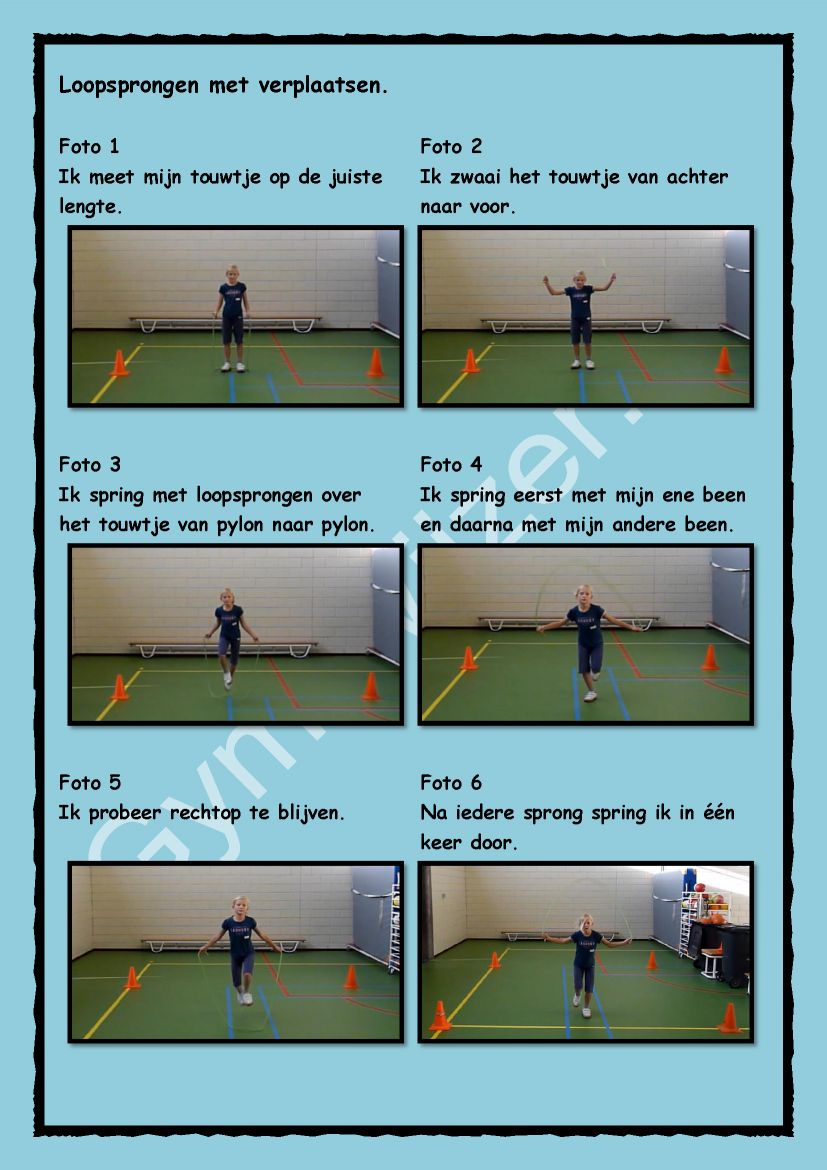 Loopsprongen met verplaatsen.
Foto 1
Ik meet mijn touwtje op de juiste
lengte.
Foto 2
Ik zwaai het touwtje van achter
naar voor.
Foto 3
Ik spring met loopsprongen over
het touwtje van pylon naar pylon.
Foto 4
Ik spring eerst met mijn ene been
en daarna met mijn andere been.
Foto 5
Ik probeer rechtop te blijven.
Foto 6
Na iedere sprong spring ik in één
keer door.